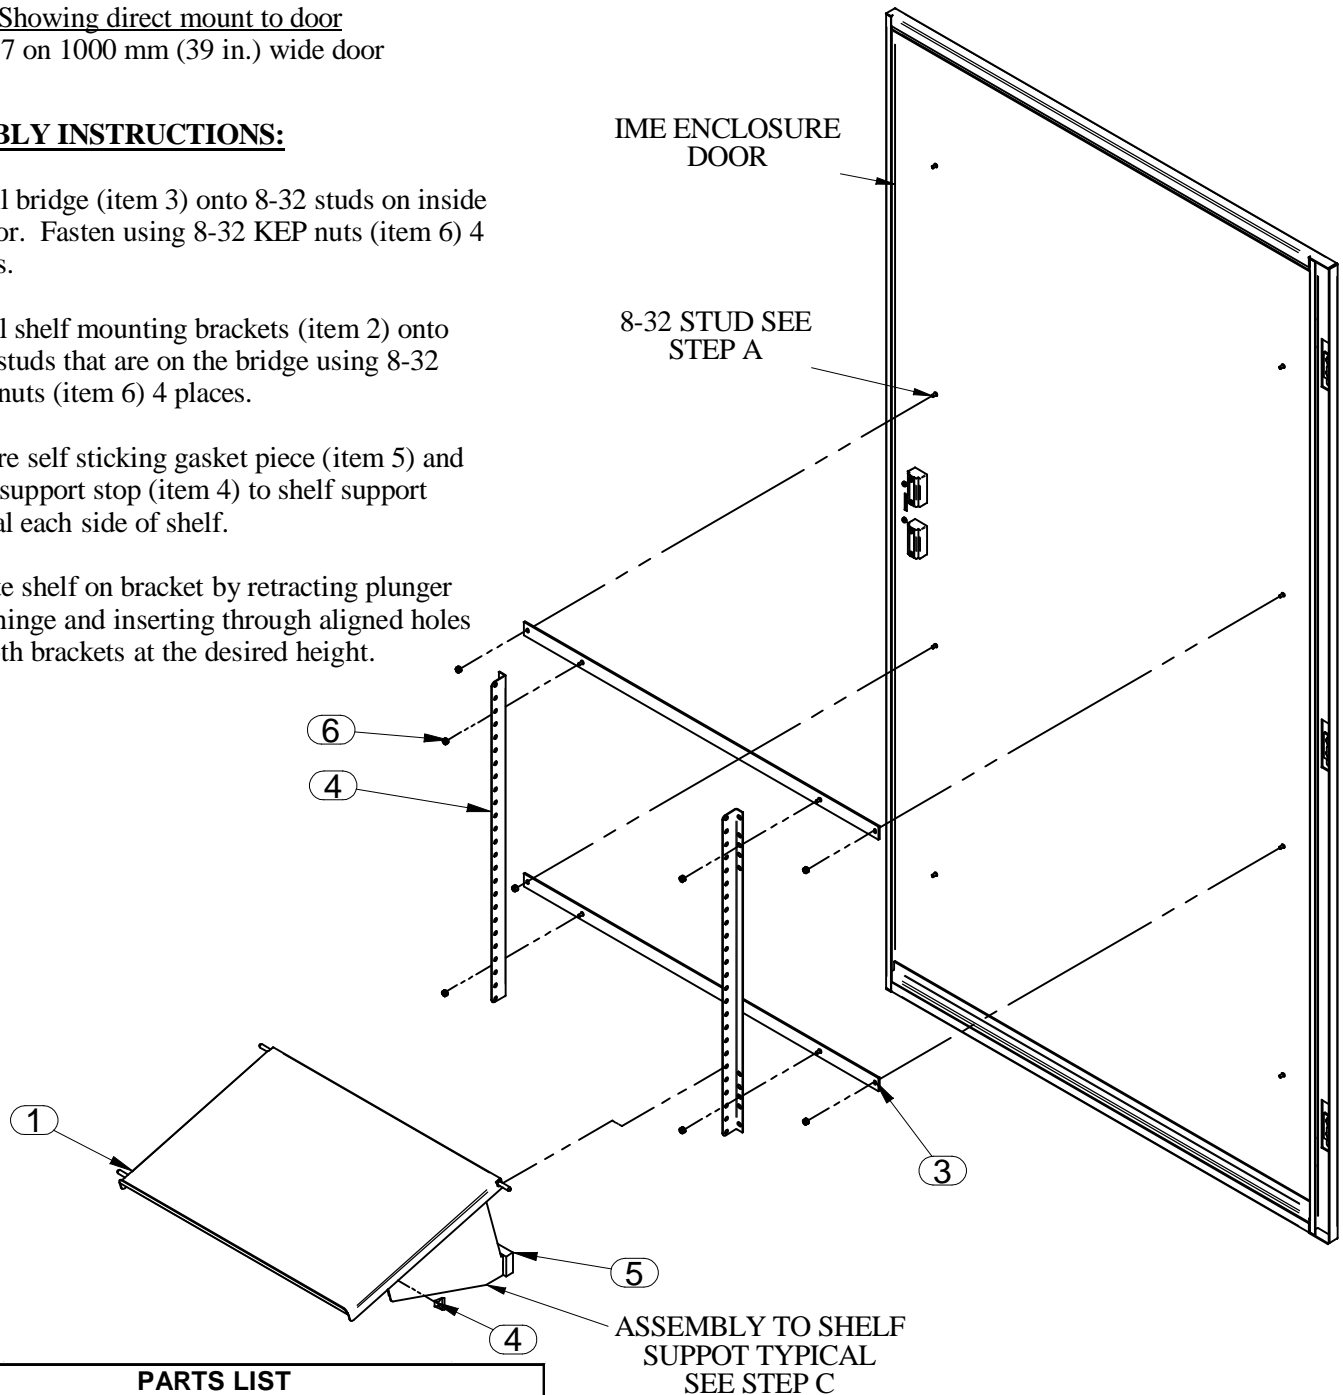 Showing direct mount to door
7 on 1000 mm (39 in.) wide door
BLY INSTRUCTIONS:
l bridge (item 3) onto 8-32 studs on inside
or.  Fasten using 8-32 KEP nuts (item 6) 4
s.
l shelf mounting brackets (item 2) onto
studs that are on the bridge using 8-32
nuts (item 6) 4 places.
re self sticking gasket piece (item 5) and
support stop (item 4) to shelf support
al each side of shelf.
te shelf on bracket by retracting plunger
hinge and inserting through aligned holes
th brackets at the desired height.
IME ENCLOSURE
DOOR
8-32 STUD SEE
STEP A
6
4
1
3
5
4
ASSEMBLY TO SHELF
SUPPOT TYPICAL
SEE STEP C
PARTS LIST